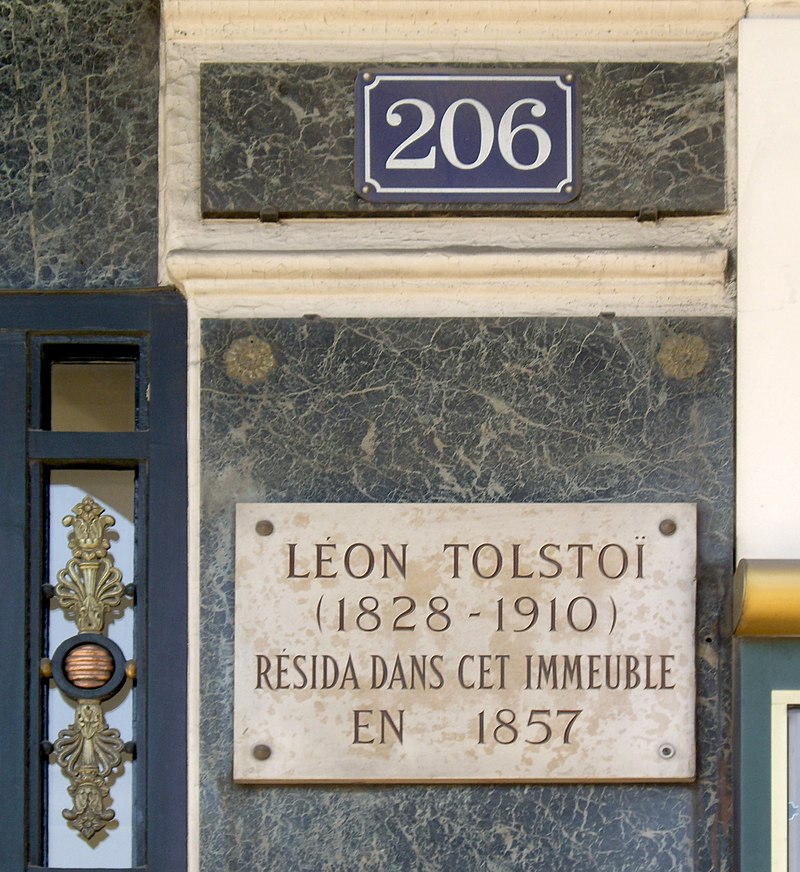 206
LÉON TOLSTOÏ
(1828-1910)
RÉSIDA DANS CET IMMEUBLE
EN 1857